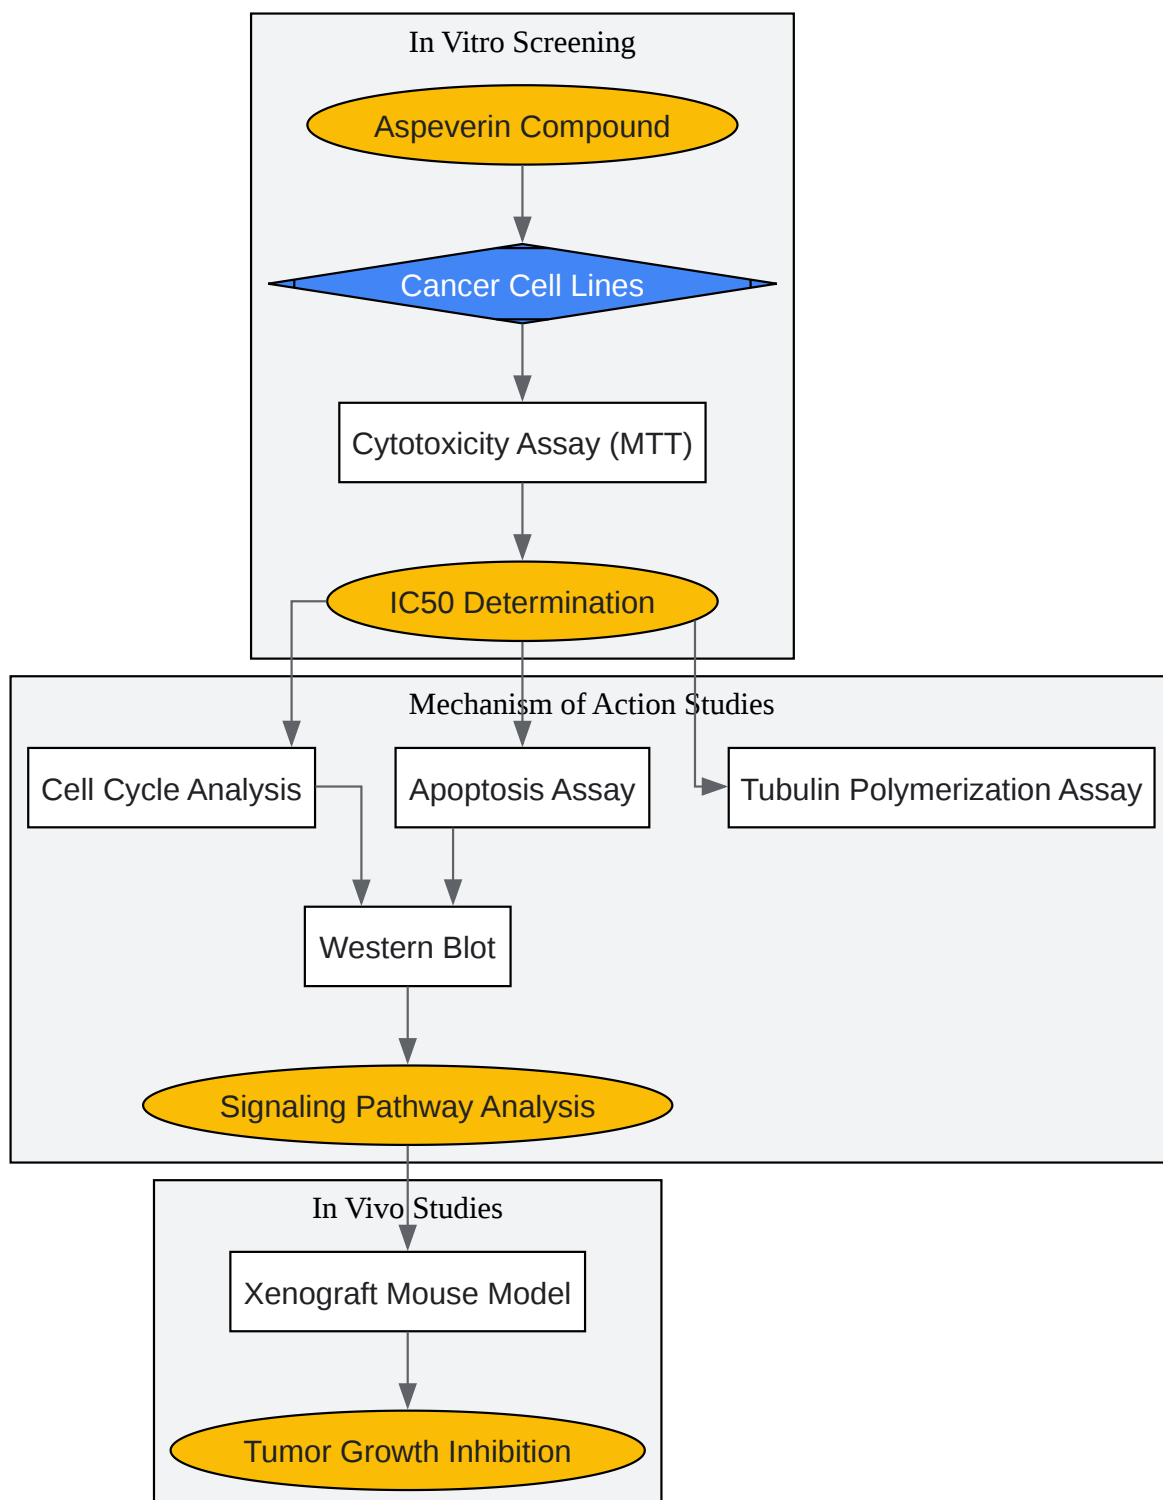 In Vitro Screening
Aspeverin Compound
Cancer Cell Lines
Cytotoxicity Assay (MTT)
IC50 Determination
Mechanism of Action Studies
Cell Cycle Analysis
Apoptosis Assay
Tubulin Polymerization Assay
Western Blot
Signaling Pathway Analysis
In Vivo Studies
Xenograft Mouse Model
Tumor Growth Inhibition